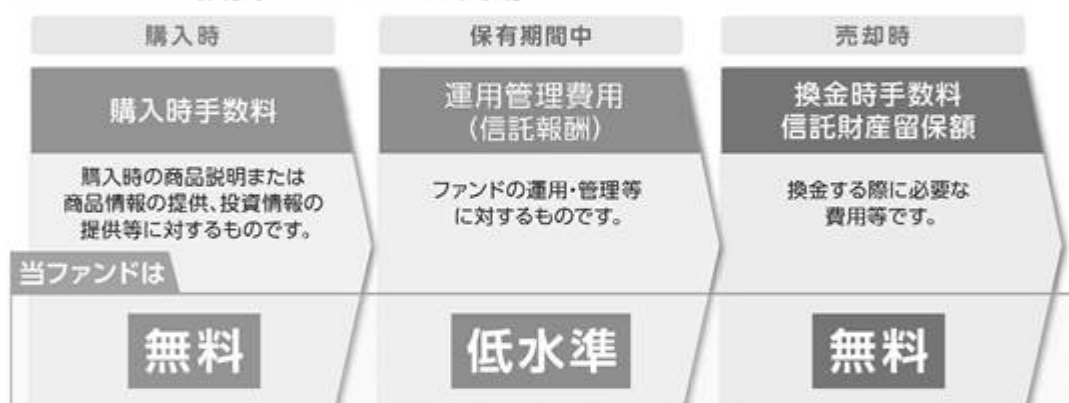 購入時
保有期間中
売却時
購入時手数料
運用管理費用
(信託報酬)
換金時手数料
信託財産留保額
購入時の商品説明または
商品情報の提供、投資情報の
提供等に対するものです。
ファンドの運用・管理等
に対するものです。
換金する際に必要な
費用等です。
当ファンドは
無料
低水準
無料